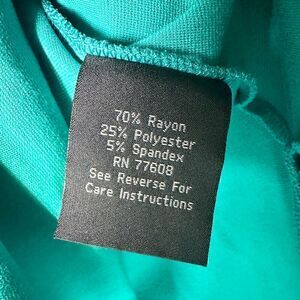 70% Rayon
25% Polyester
5% Spandex
RN 77608
See Reverse For
Care Instructions